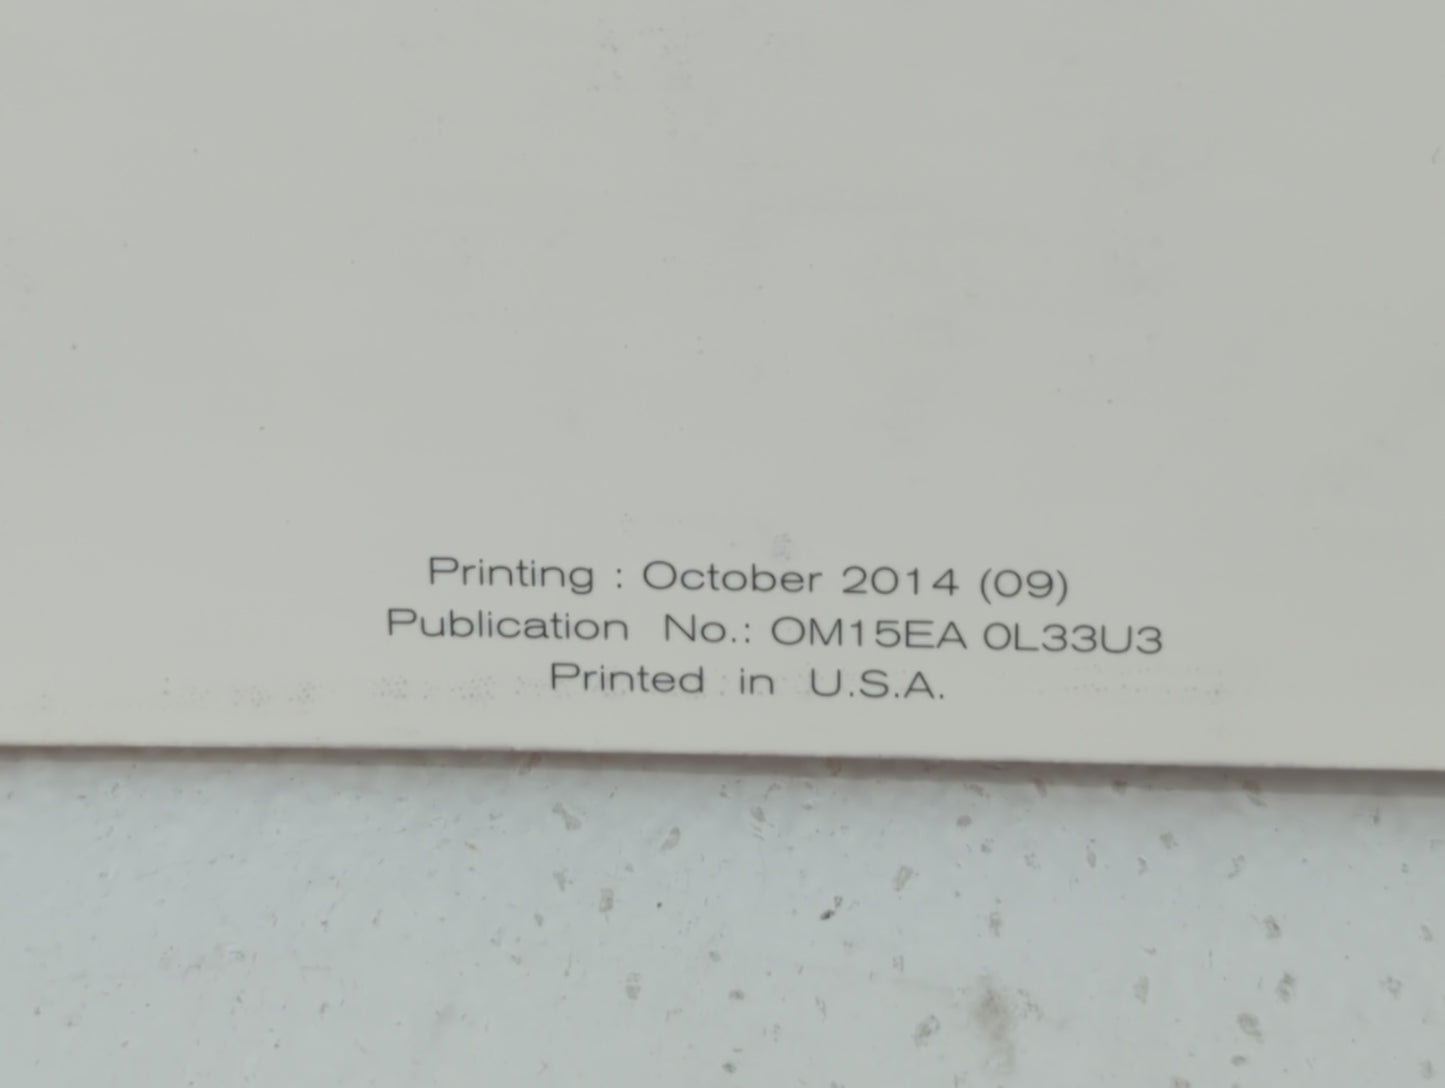 Printing : October 2014 (09)
Publication No.: OM15EA 0L33U3
Printed in U.S.A.